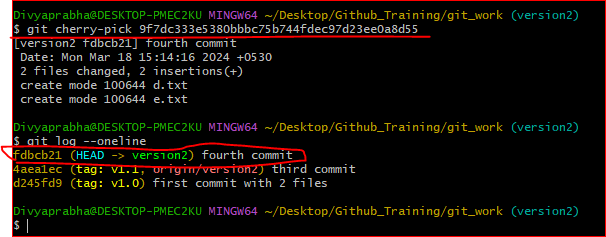 Divyaprabha@DESKTOP-PMEC2KU MINGW64 ~/Desktop/Github_Training/git_work (version2)
$ git cherry-pick 9f7dc333e5380bbbc75b744fdec97d23ee0a8d55
[version2 fdbcb21] fourth commit
Date: Mon Mar 18 15:14:16 2024 +0530
2 files changed, 2 insertions(+)
create mode 100644 d.txt
create mode 100644 e.txt
Divyaprabha@DESKTOP-PMEC2KU MINGW64 ~/Desktop/Github_Training/git_work (version2)
$ git log --oneline
fdbcb21 (HEAD -> version2) fourth commit
4aea1ec (tag: v1.1, origin/version2) third commit
d245fd9 (tag: v1.0) first commit with 2 files
Divyaprabha@DESKTOP-PMEC2KU MINGW64 ~/Desktop/Github_Training/git_work (version2)
$